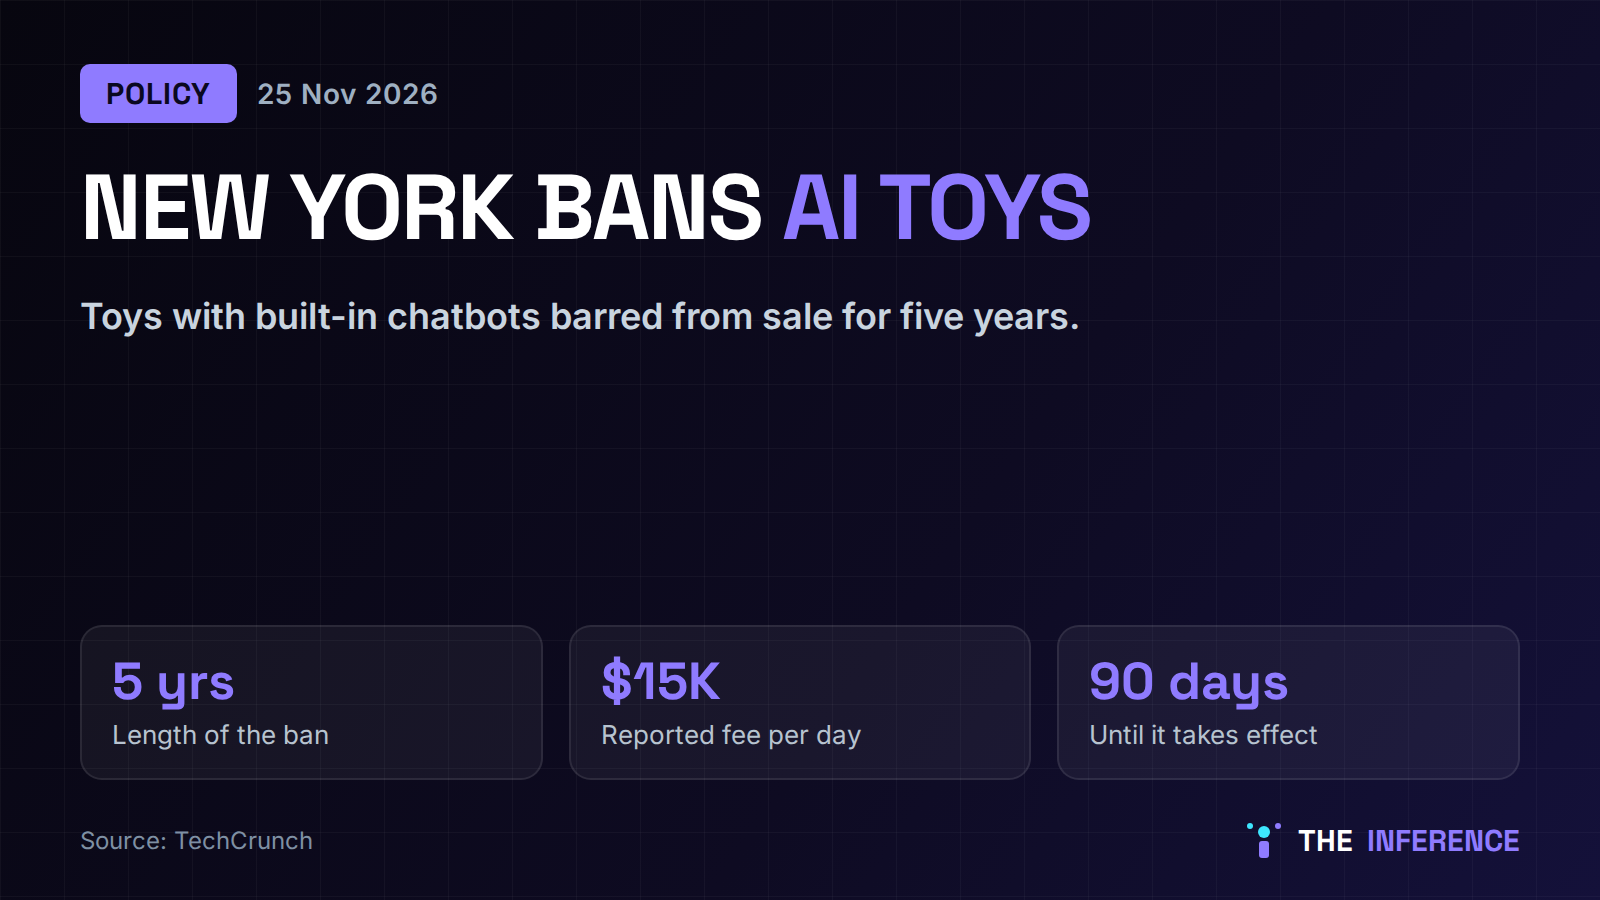 POLICY 25 Nov 2026
NEW YORK BANS AI TOYS
Toys with built-in chatbots barred from sale for five years.
5 yrs
Length of the ban
$15K
Reported fee per day
90 days
Until it takes effect
Source: TechCrunch
THE INFERENCE